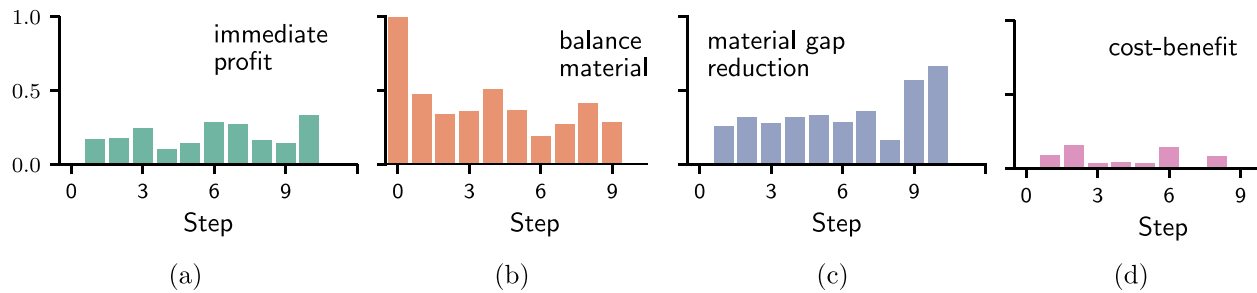 1.0
0.5
0.0
immediate
profit
0 3 6 9
Step
(a)
balance
material
0 3 6 9
Step
(b)
material gap
reduction
0 3 6 9
Step
(c)
cost-benefit
0 3 6 9
Step
(d)